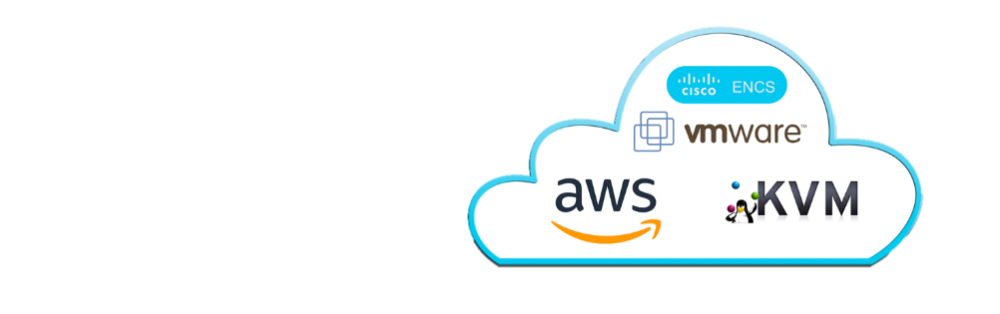 CISCO ENCS
vmware™
aws
KVM